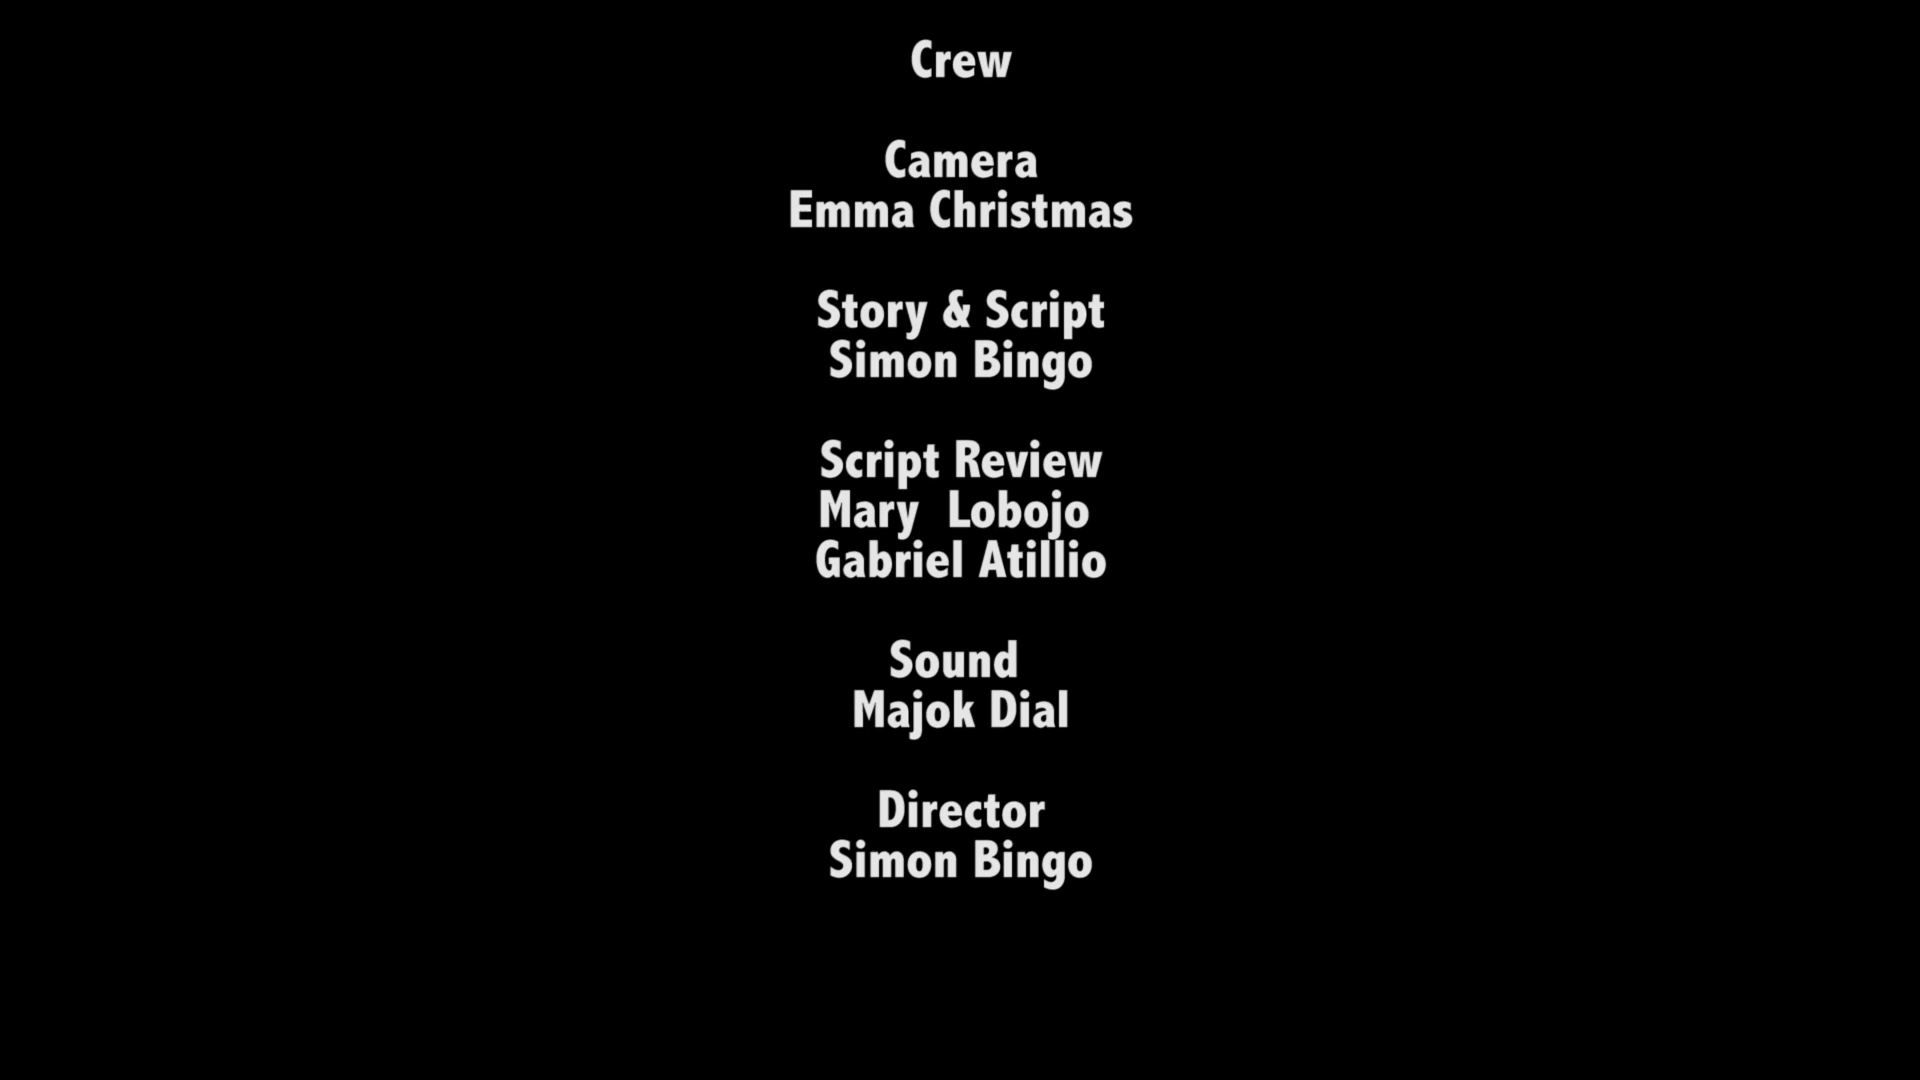 Crew
Camera
Emma Christmas
Story & Script
Simon Bingo
Script Review
Mary  Lobojo
Gabriel Atillio
Sound
Majok Dial
Director
Simon Bingo